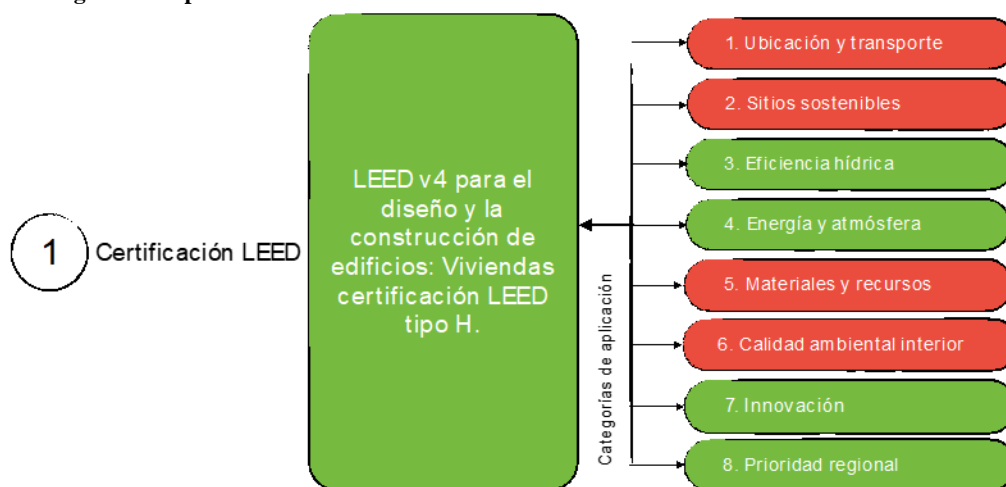 1
Certificación LEED
LEED v4 para el
diseño y la
construcción de
edificios: Viviendas
certificación LEED
tipo H.
Categorías de aplicación
1. Ubicación y transporte
2. Sitios sostenibles
3. Eficiencia hídrica
4. Energía y atmósfera
5. Materiales y recursos
6. Calidad ambiental interior
7. Innovación
8. Prioridad regional